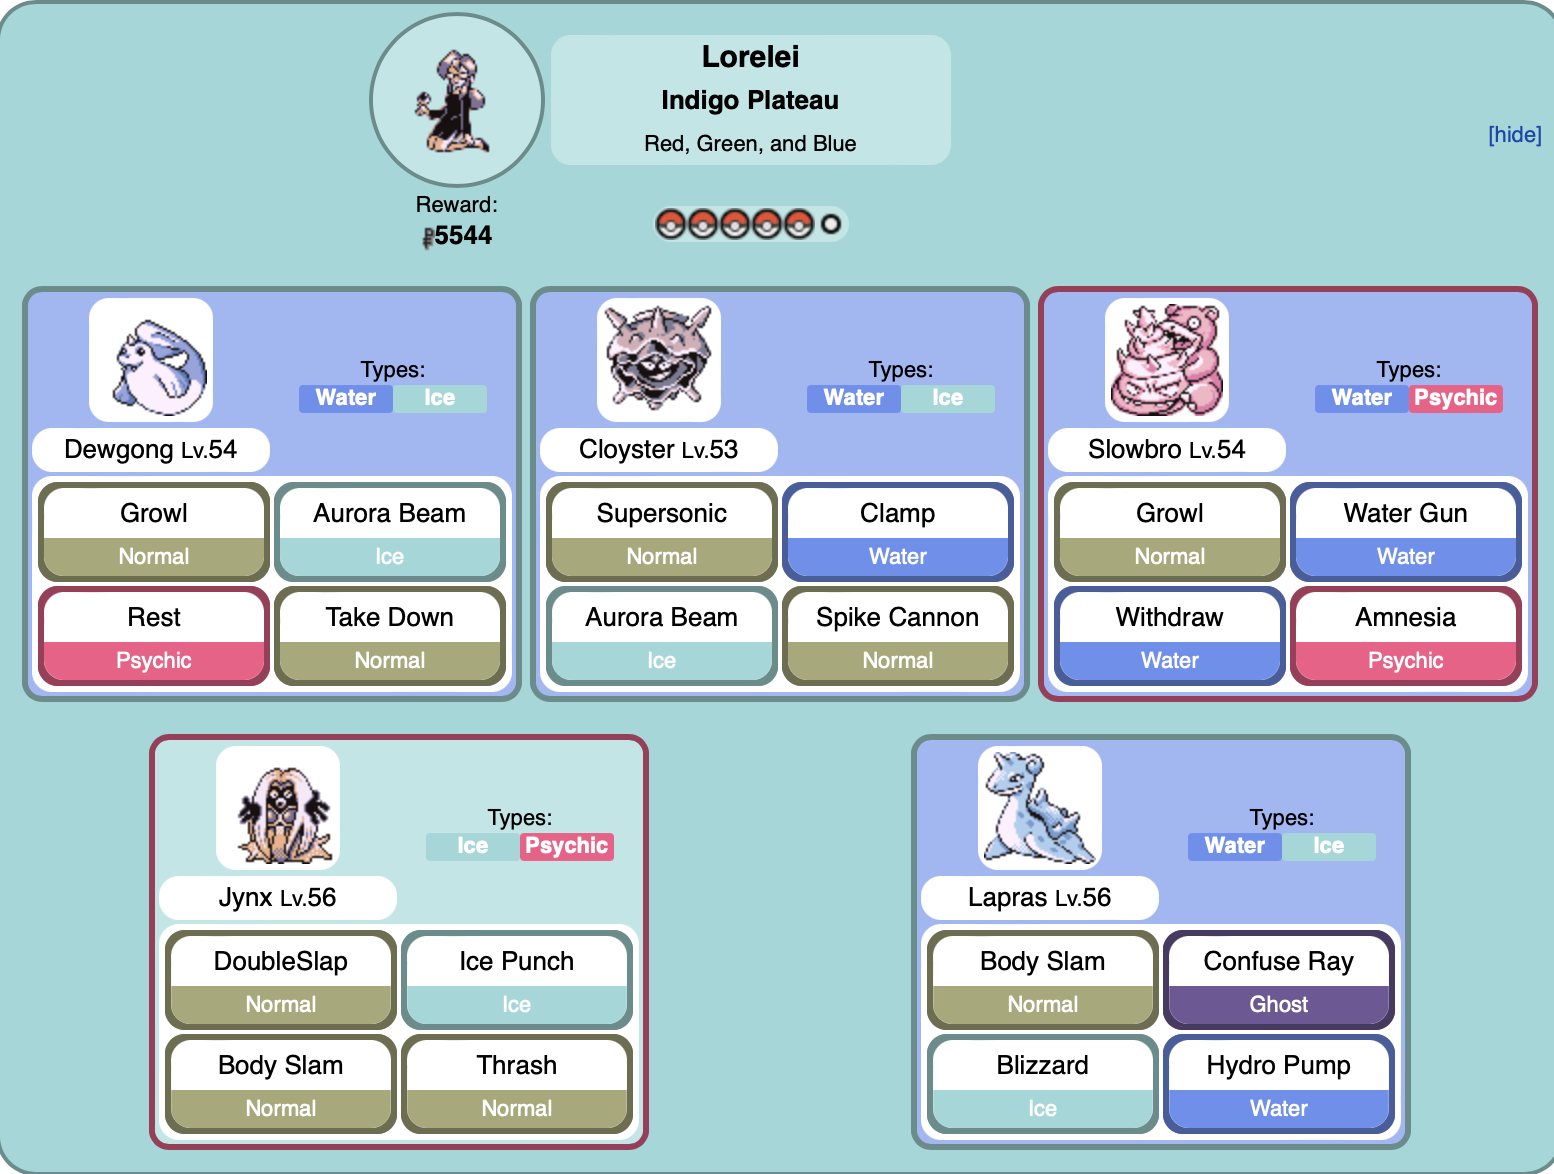 Lorelei
Indigo Plateau
Red, Green, and Blue
[hide]
Reward:
₽5544
Types:
Water Ice
Dewgong Lv.54
Growl
Normal
Aurora Beam
Ice
Rest
Psychic
Take Down
Normal
Types:
Water Ice
Cloyster Lv.53
Supersonic
Normal
Clamp
Water
Aurora Beam
Ice
Spike Cannon
Normal
Types:
Water Psychic
Slowbro Lv.54
Growl
Normal
Water Gun
Water
Withdraw
Water
Amnesia
Psychic
Types:
Ice Psychic
Jynx Lv.56
DoubleSlap
Normal
Ice Punch
Ice
Body Slam
Normal
Thrash
Normal
Types:
Water Ice
Lapras Lv.56
Body Slam
Normal
Confuse Ray
Ghost
Blizzard
Ice
Hydro Pump
Water